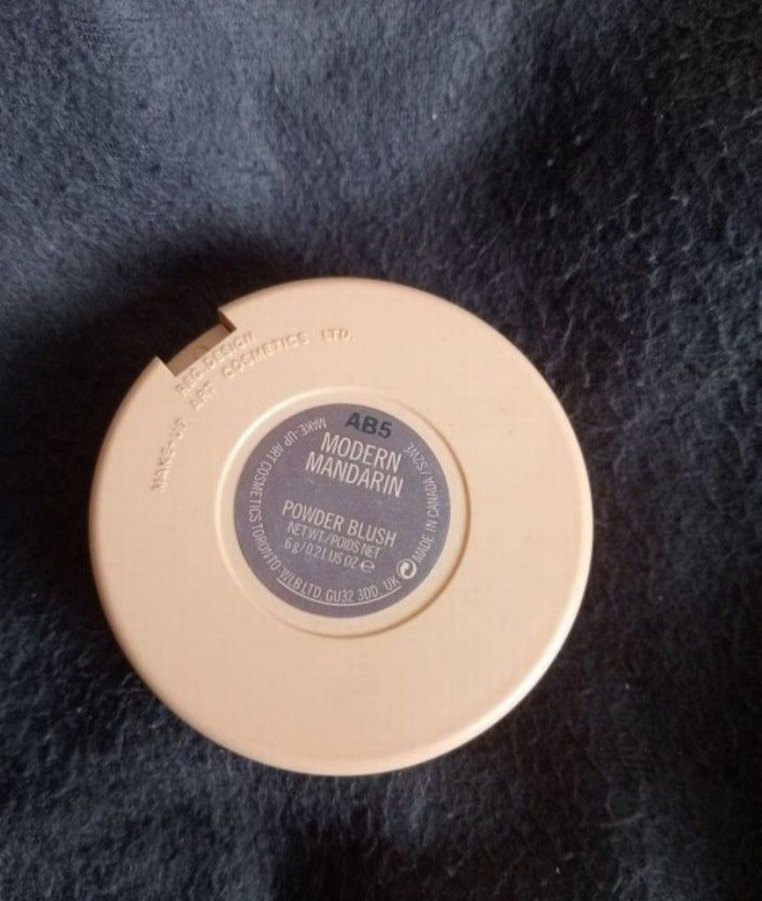 REG DESIGN
MAKE-UP ART COSMETICS LTD.
AB5
MODERN
MANDARIN
POWDER BLUSH
NET WT./POIDS NET
6 g / 0.21 US OZ ℮
MAKE-UP ART COSMETICS TORONTO·WLB LTD. GU32 3DD, UK
MADE IN CANADA /